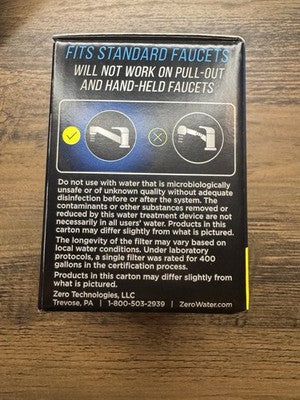 FITS STANDARD FAUCETS
WILL NOT WORK ON PULL-OUT
AND HAND-HELD FAUCETS
Do not use with water that is microbiologically
unsafe or of unknown quality without adequate
disinfection before or after the system. The
contaminants or other substances removed or
reduced by this water treatment device are not
necessarily in all users' water. Products in this
carton may differ slightly from what is pictured.
The longevity of the filter may vary based on
local water conditions. Under laboratory
protocols, a single filter was rated for 400
gallons in the certification process.
Products in this carton may differ slightly from
what is pictured.
Zero Technologies, LLC
Trevose, PA | 1-800-503-2939 | ZeroWater.com